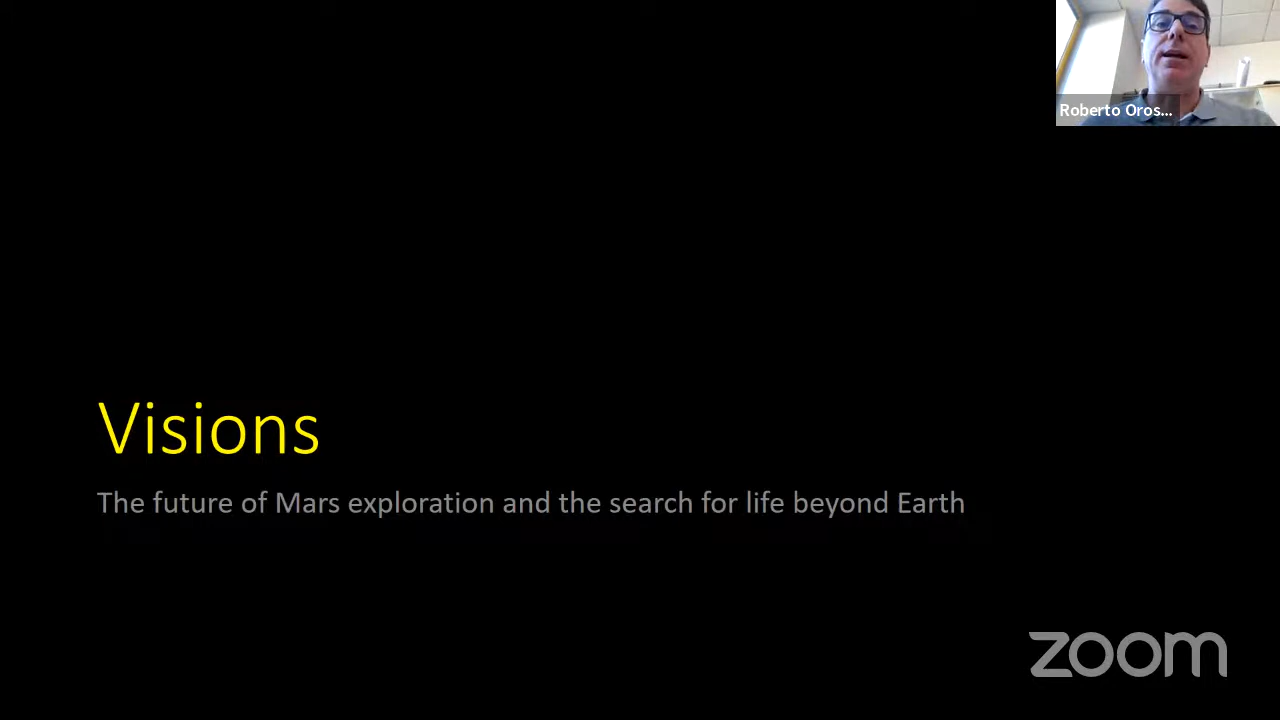 Roberto Oros...
Visions
The future of Mars exploration and the search for life beyond Earth
zoom